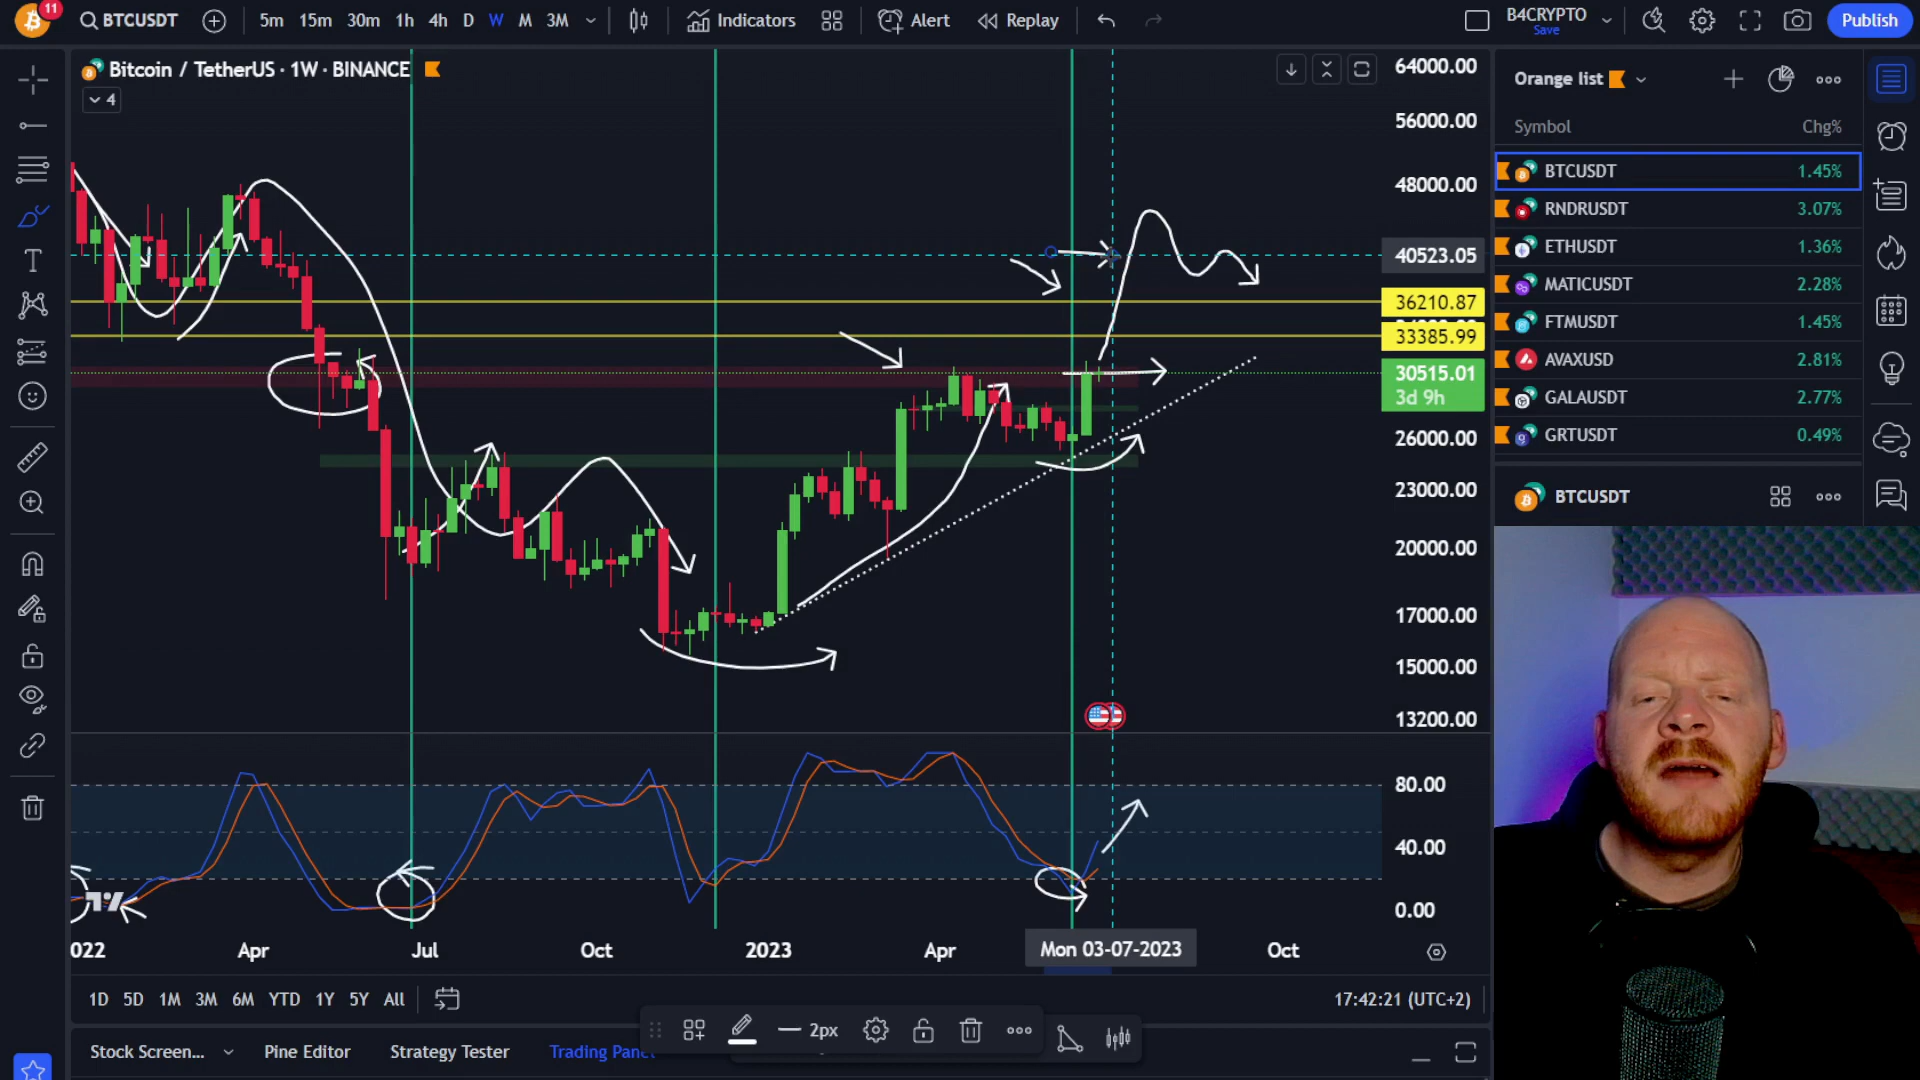 11
BTCUSDT
5m 15m 30m 1h 4h D W M 3M
Indicators
Alert
Replay
B4CRYPTO
Save
Publish
Bitcoin / TetherUS · 1W · BINANCE
4
64000.00
56000.00
48000.00
40523.05
36210.87
33385.99
30515.01
3d 9h
26000.00
23000.00
20000.00
17000.00
15000.00
13200.00
80.00
40.00
0.00
022 Apr Jul Oct 2023 Apr Mon 03-07-2023 Oct
1D 5D 1M 3M 6M YTD 1Y 5Y All
17:42:21 (UTC+2)
2px
Stock Screen... Pine Editor Strategy Tester Trading Pane
Orange list
Symbol Chg%
BTCUSDT 1.45%
RNDRUSDT 3.07%
ETHUSDT 1.36%
MATICUSDT 2.28%
FTMUSDT 1.45%
AVAXUSD 2.81%
GALAUSDT 2.77%
GRTUSDT 0.49%
BTCUSDT